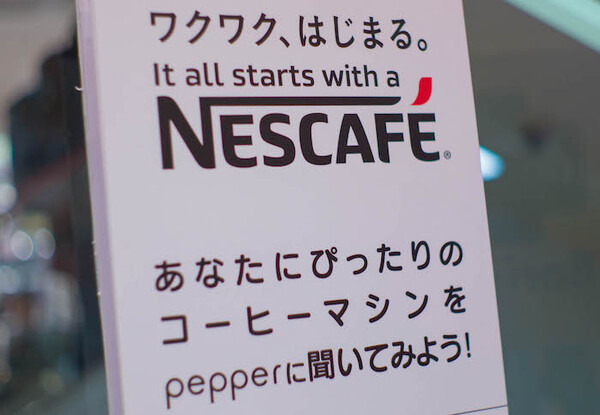 ワクワク、はじまる。
It all starts with a
NESCAFÉ®
あなたにぴったりの
コーヒーマシンを
pepperに聞いてみよう!